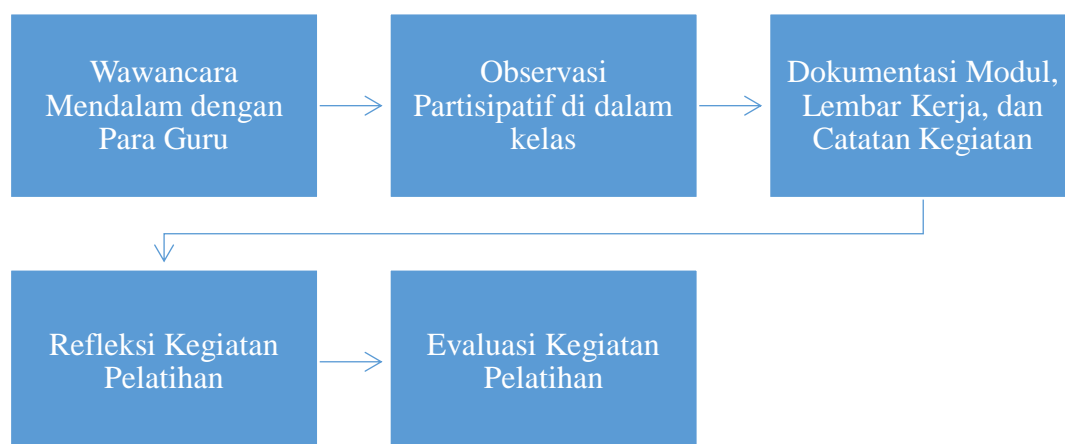 Wawancara
Mendalam dengan
Para Guru
Observasi
Partisipatif di dalam
kelas
Dokumentasi Modul,
Lembar Kerja, dan
Catatan Kegiatan
Refleksi Kegiatan
Pelatihan
Evaluasi Kegiatan
Pelatihan